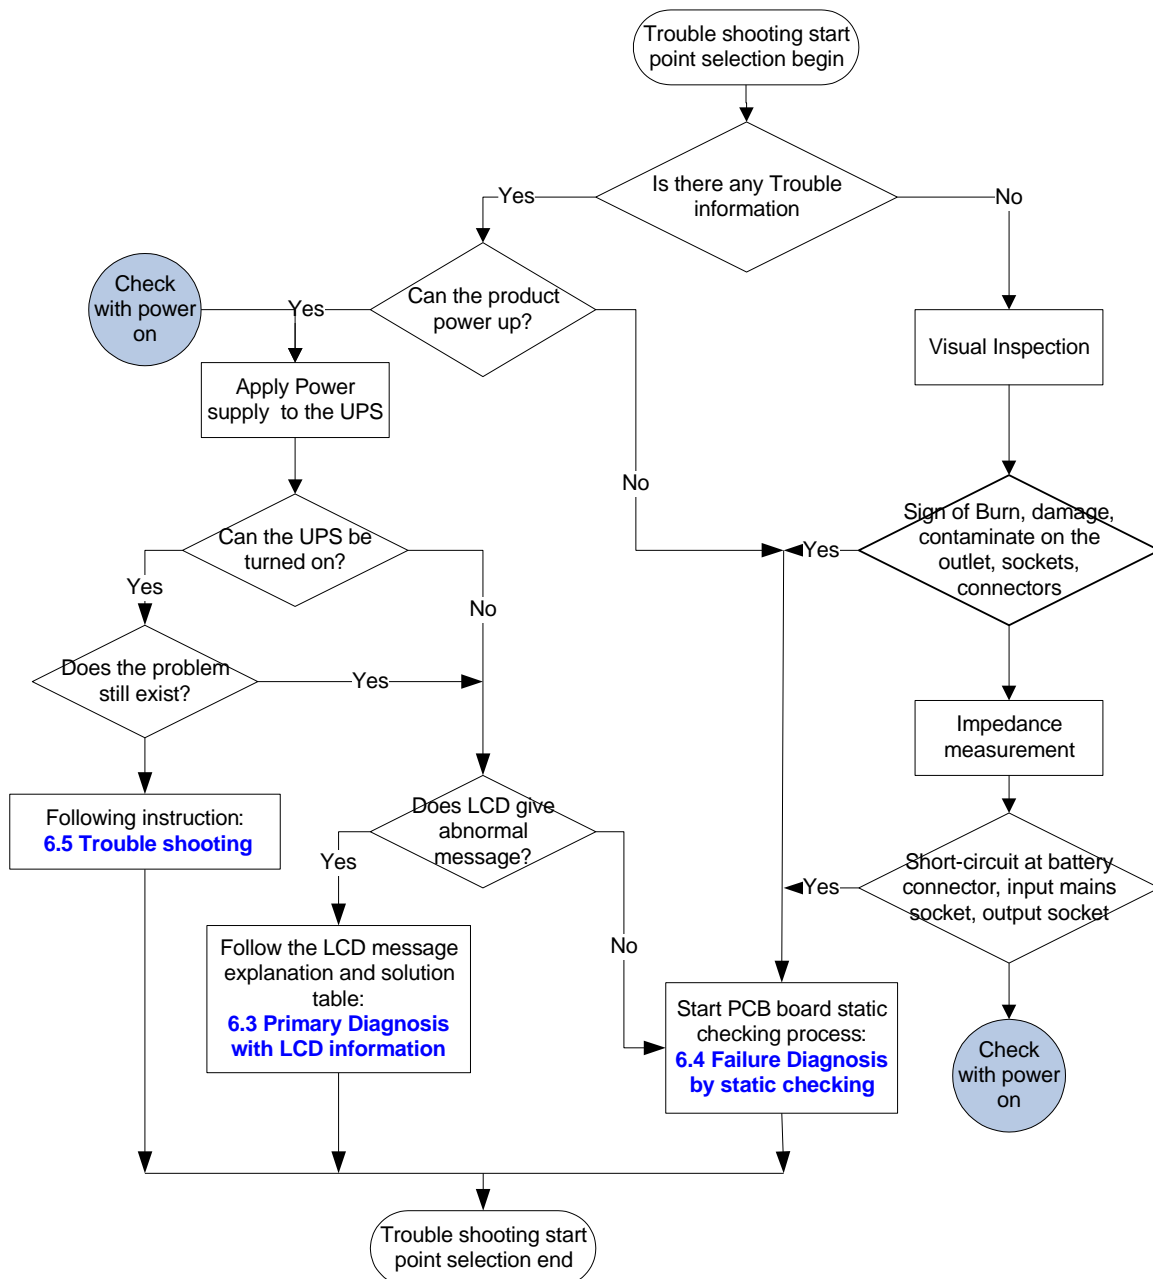 Trouble shooting start
point selection begin
Is there any Trouble
information
Yes
No
Check
with power
on
Yes
Can the product
power up?
Visual Inspection
Apply Power
supply to the UPS
No
Sign of Burn, damage,
contaminate on the
outlet, sockets,
connectors
Yes
Can the UPS be
turned on?
Yes
No
Does the problem
still exist?
Yes
Impedance
measurement
Following instruction:
6.5 Trouble shooting
Does LCD give
abnormal
message?
Yes
No
Short-circuit at battery
connector, input mains
socket, output socket
Yes
Follow the LCD message
explanation and solution
table:
6.3 Primary Diagnosis
with LCD information
Start PCB board static
checking process:
6.4 Failure Diagnosis
by static checking
Check
with power
on
Trouble shooting start
point selection end